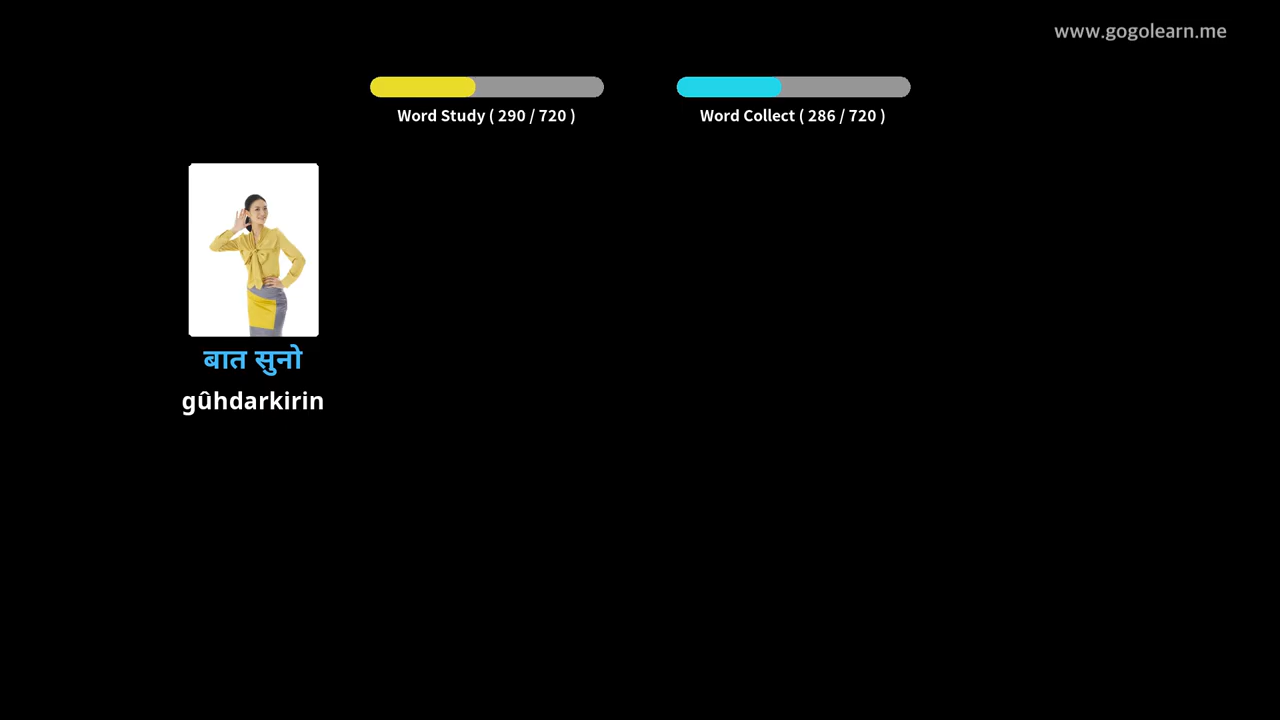 www.gogolearn.me
Word Study ( 290 / 720 )
Word Collect ( 286 / 720 )
बात सुनो
gûhdarkirin